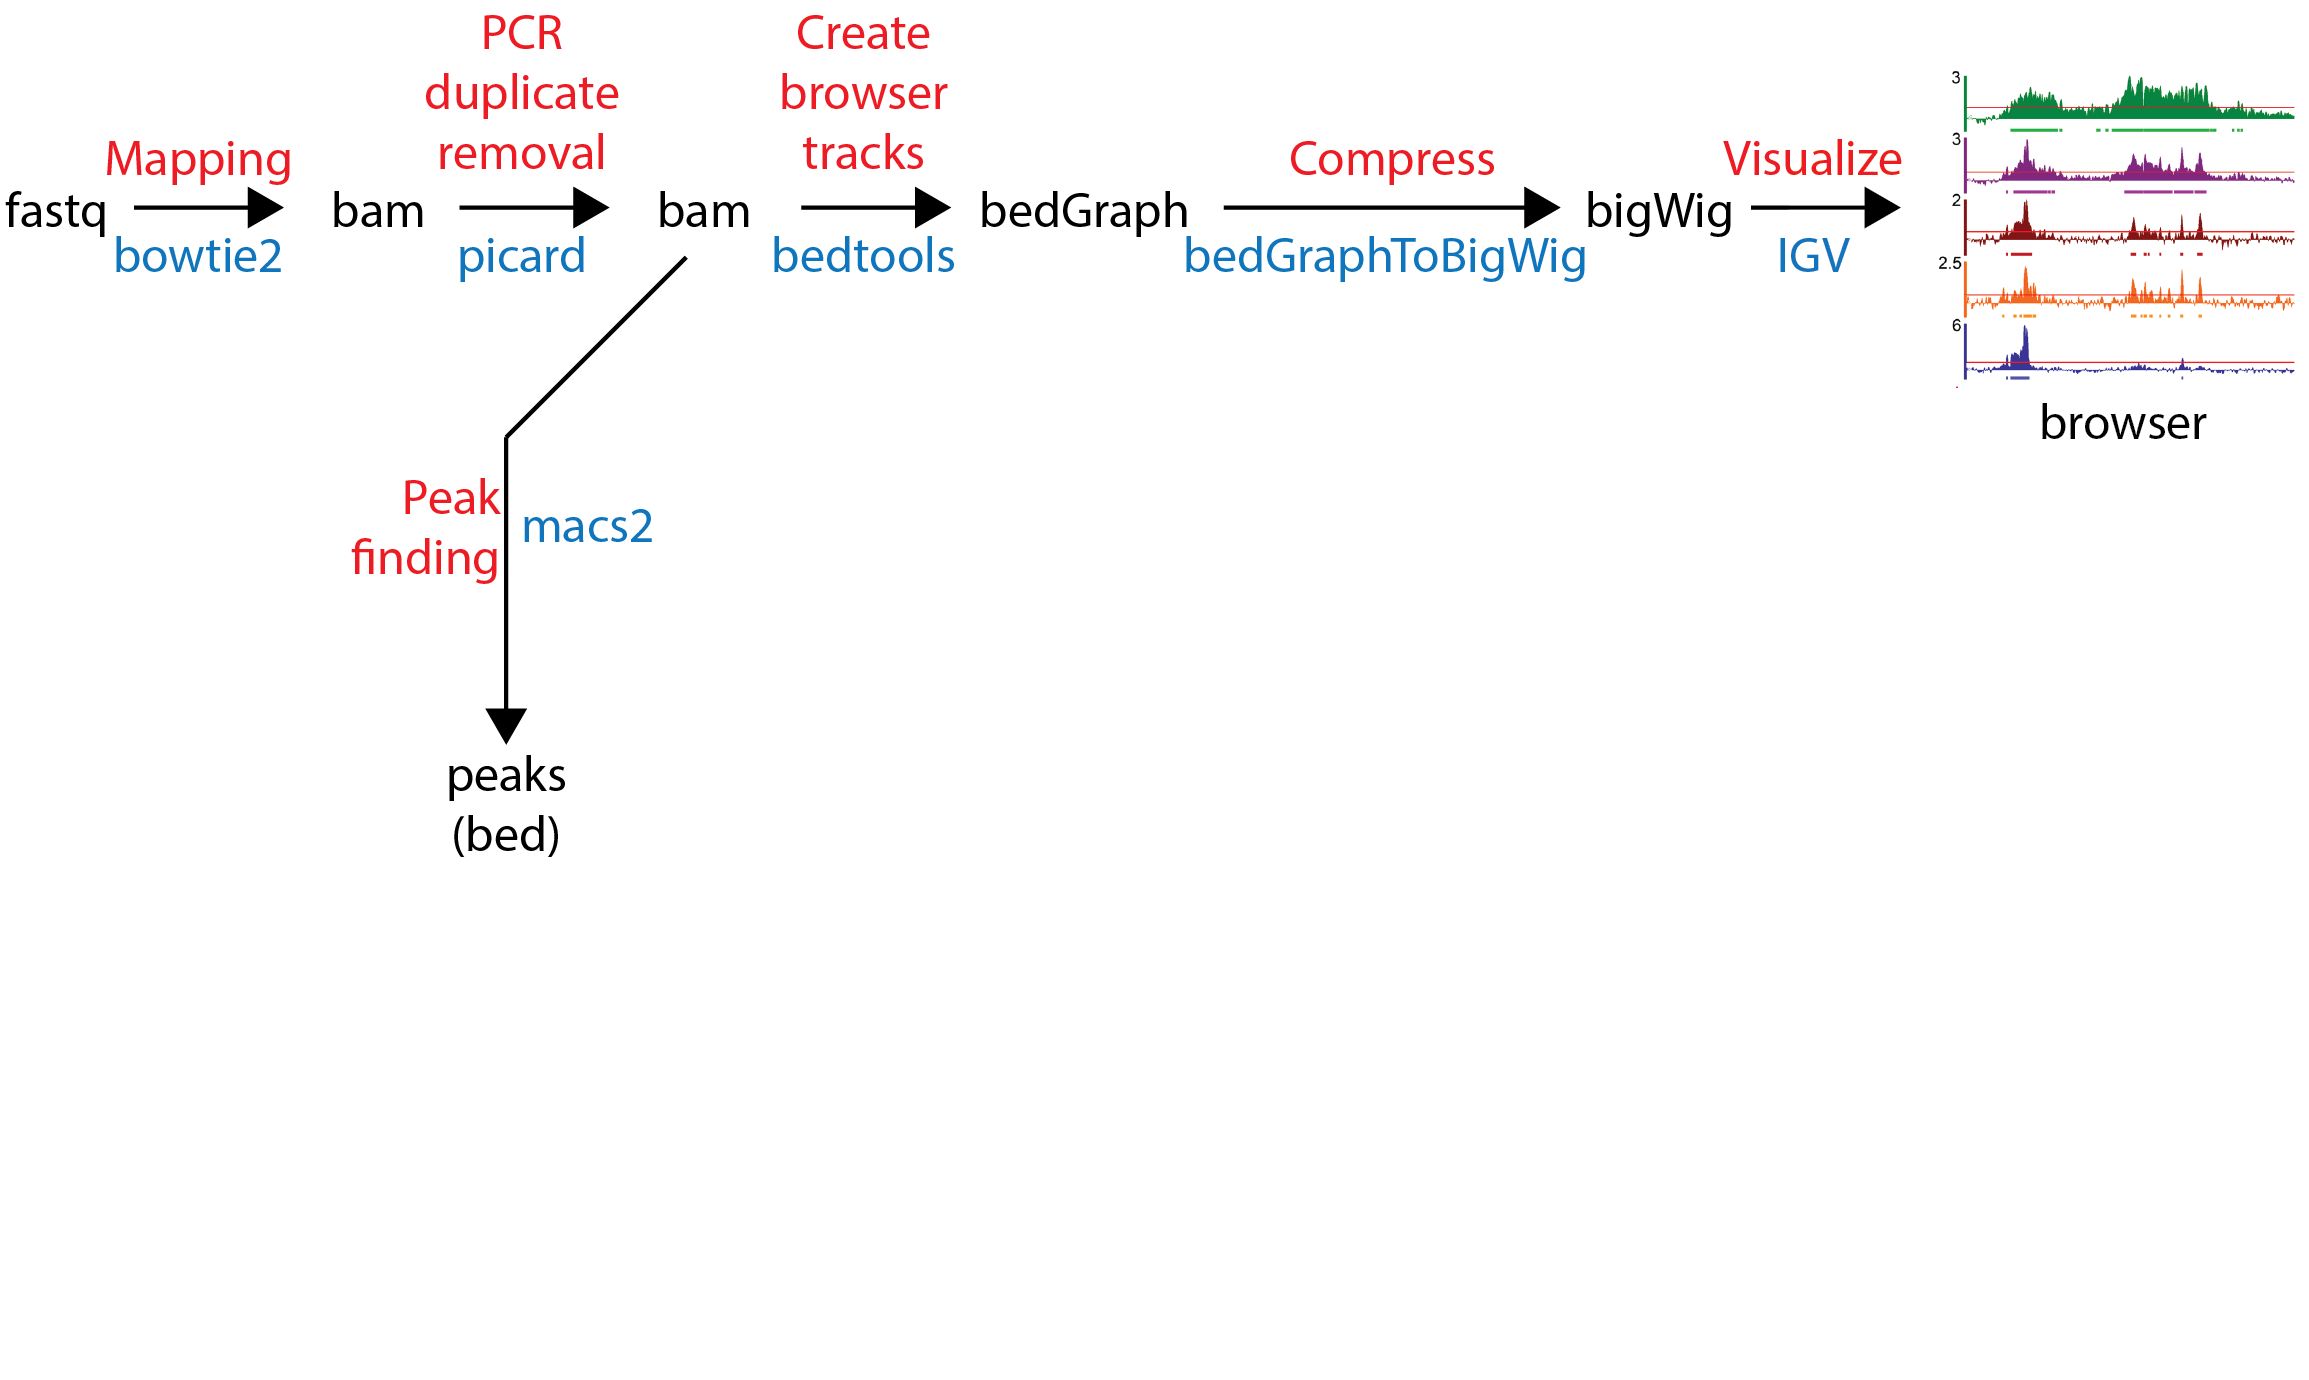 PCR
duplicate
removal
Create
browser
tracks
Mapping
Compress
Visualize
fastq
bam
bam
bedGraph
bigWig
bowtie2
picard
bedtools
bedGraphToBigWig
IGV
3
3
2
2.5
6
browser
Peak
finding
macs2
peaks
(bed)